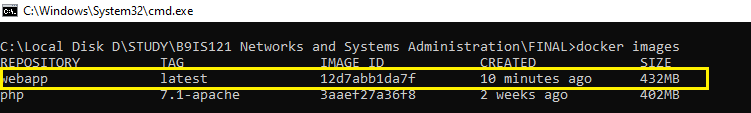 C:\Windows\System32\cmd.exe
C:\Local Disk D\STUDY\B9IS121 Networks and Systems Administration\FINAL>docker images
REPOSITORY TAG IMAGE ID CREATED SIZE
webapp latest 12d7abb1da7f 10 minutes ago 432MB
php 7.1-apache 3aaef27a36f8 2 weeks ago 402MB